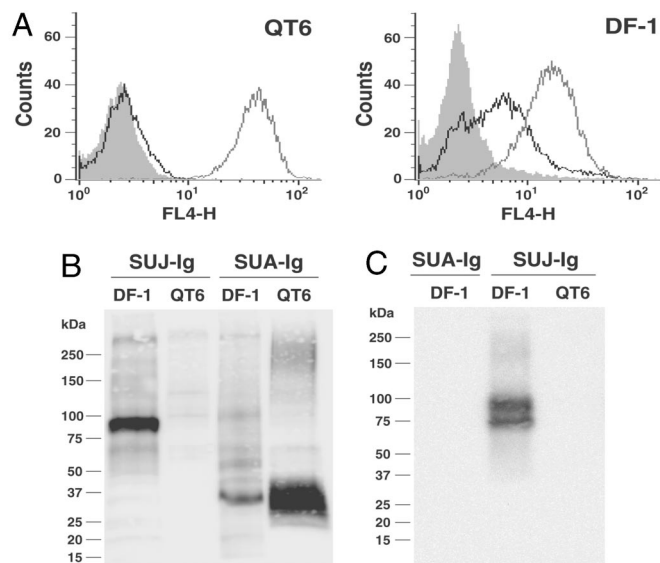 A
QT6
DF-1
Counts
60
40
20
0
10⁰
10¹
10²
FL4-H
Counts
60
40
20
0
10⁰
10¹
10²
FL4-H
B
SUJ-Ig
SUA-Ig
DF-1
QT6
DF-1
QT6
kDa
250
150
100
75
50
37
25
20
15
C
SUA-Ig
SUJ-Ig
DF-1
DF-1
QT6
kDa
250
150
100
75
50
37
25
20
15